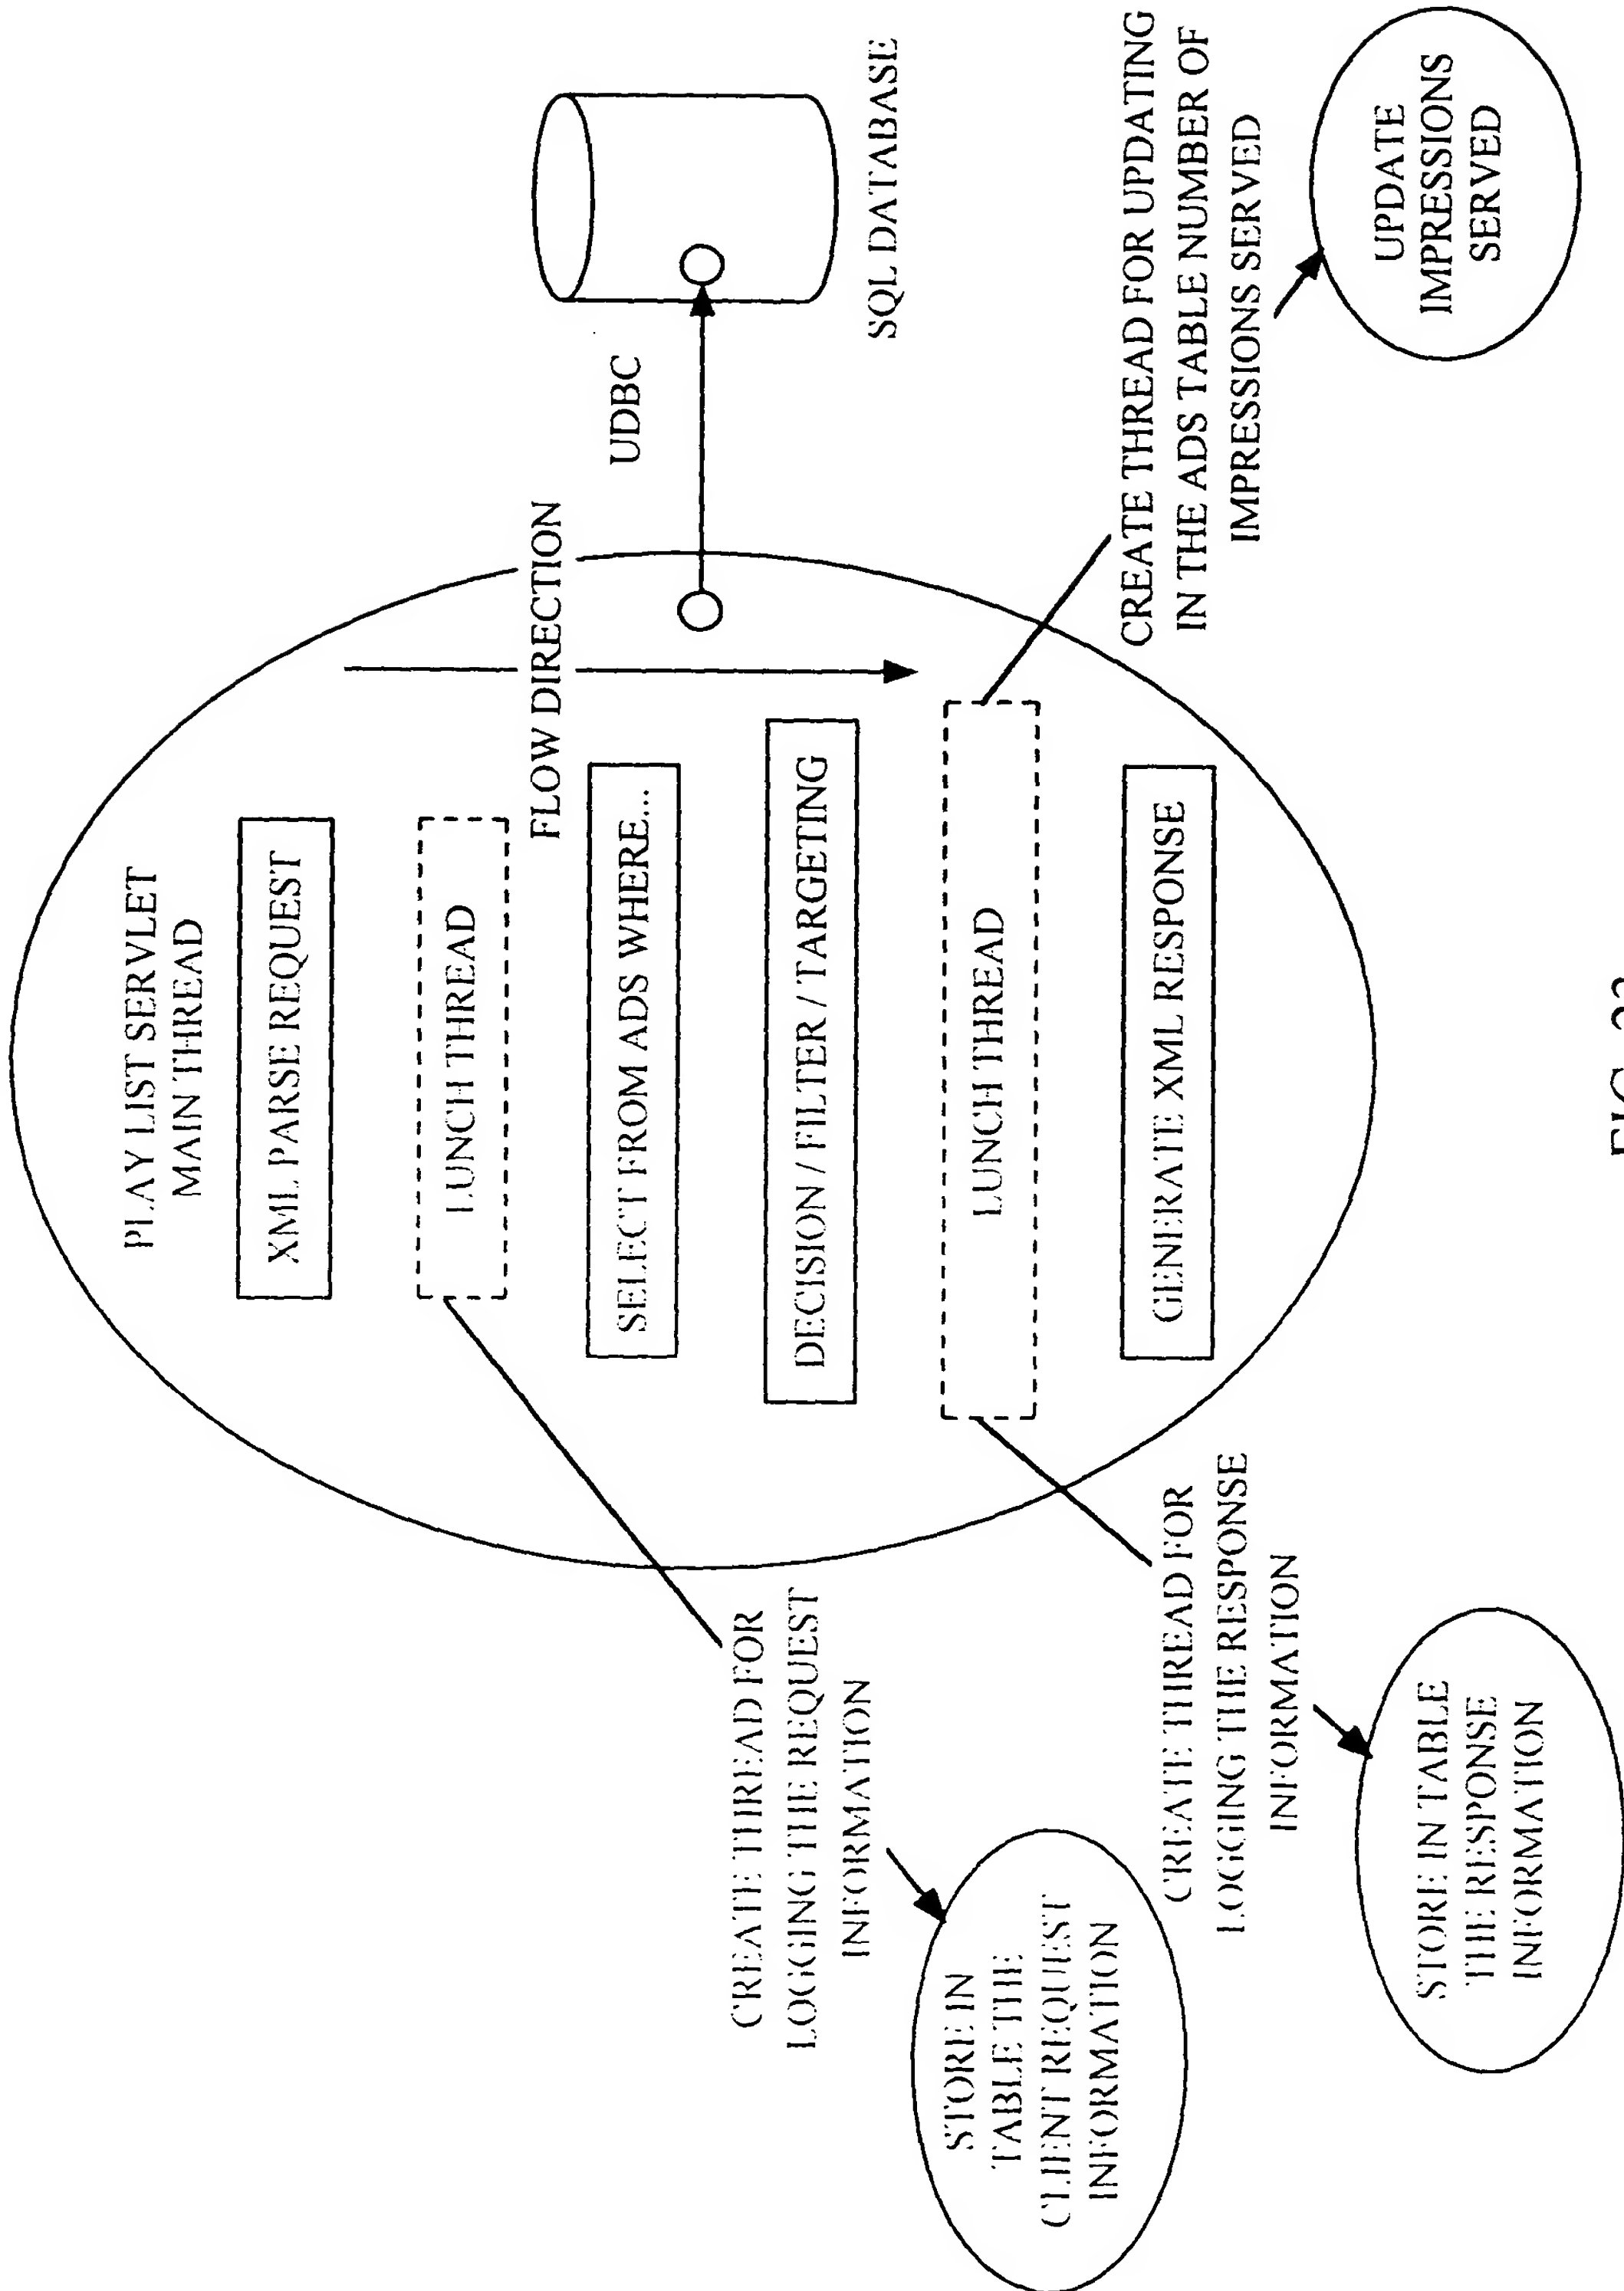 PLAY LIST SERVLET
MAIN THREAD
XML PARSE REQUEST
LUNCH THREAD
FLOW DIRECTION
SELECT FROM ADS WHERE...
DECISION / FILTER / TARGETING
LUNCH THREAD
GENERATE XML RESPONSE
UDBC
SQL DATABASE
CREATE THREAD FOR
LOGGING THE REQUEST
INFORMATION
STORE IN
TABLE THE
CLIENT REQUEST
INFORMATION
CREATE THREAD FOR
LOGGING THE RESPONSE
INFORMATION
STORE IN TABLE
THE RESPONSE
INFORMATION
CREATE THREAD FOR UPDATING
IN THE ADS TABLE NUMBER OF
IMPRESSIONS SERVED
UPDATE
IMPRESSIONS
SERVED
FIG.